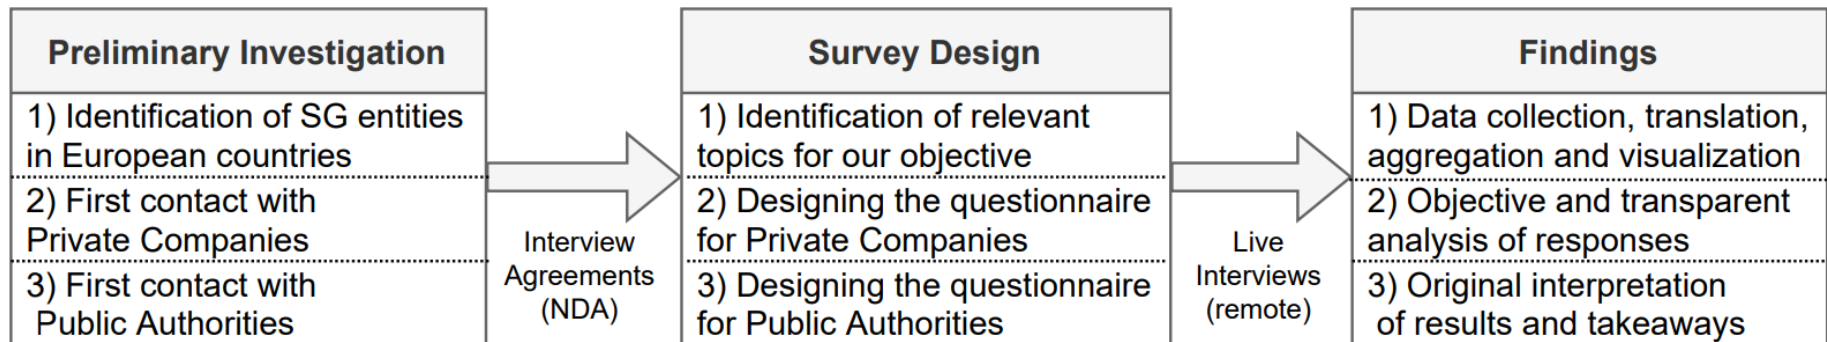 Preliminary Investigation
1) Identification of SG entities
in European countries
2) First contact with
Private Companies
3) First contact with
Public Authorities
Interview
Agreements
(NDA)
Survey Design
1) Identification of relevant
topics for our objective
2) Designing the questionnaire
for Private Companies
3) Designing the questionnaire
for Public Authorities
Live
Interviews
(remote)
Findings
1) Data collection, translation,
aggregation and visualization
2) Objective and transparent
analysis of responses
3) Original interpretation
of results and takeaways